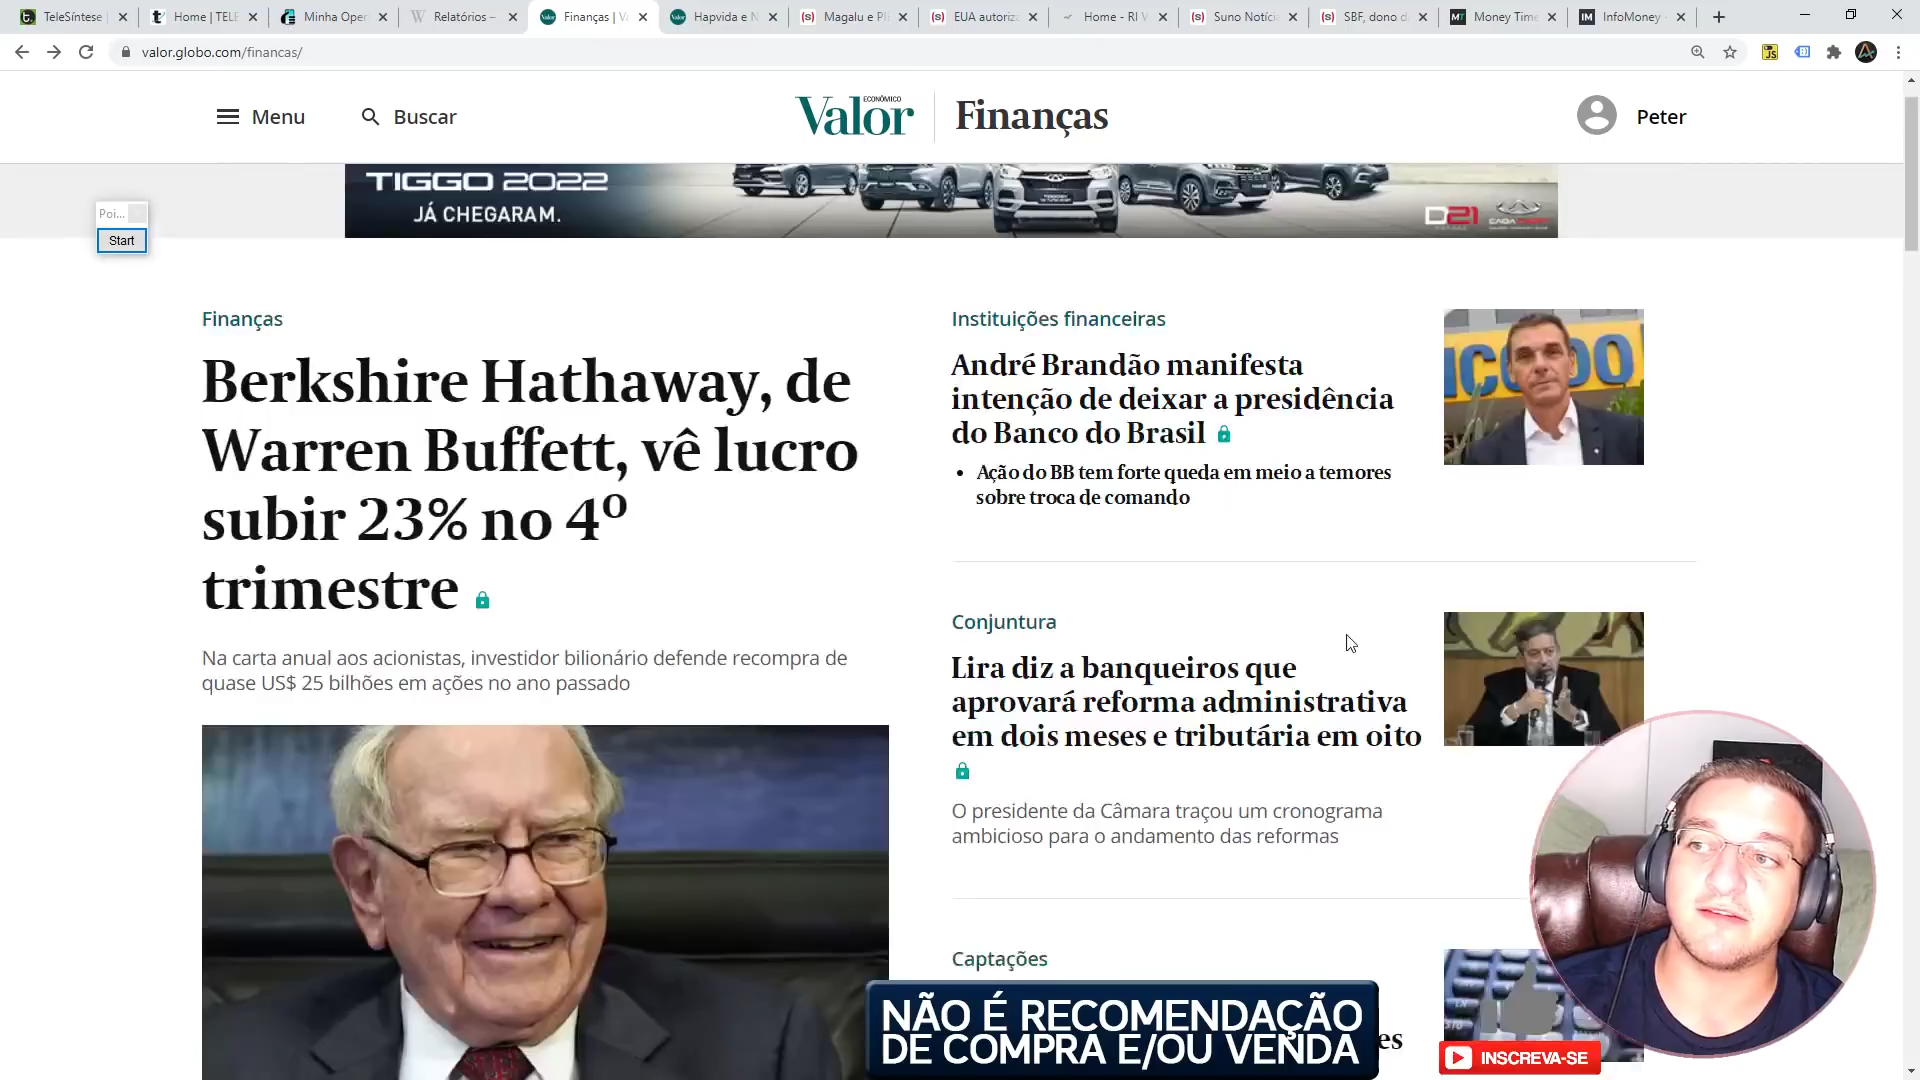 TeleSíntese
Home | TELE
Minha Oper
Relatórios –
Finanças | V
Hapvida e N
Magalu e Pl
EUA autoriz
Home - RI V
Suno Notíci
SBF, dono d
Money Time
InfoMoney
valor.globo.com/financas/
Menu
Buscar
Valor ECONÔMICO
Finanças
Peter
TIGGO 2022
JÁ CHEGARAM.
D21
Poi...
Start
Finanças
Berkshire Hathaway, de
Warren Buffett, vê lucro
subir 23% no 4º
trimestre
Na carta anual aos acionistas, investidor bilionário defende recompra de
quase US$ 25 bilhões em ações no ano passado
Instituições financeiras
André Brandão manifesta
intenção de deixar a presidência
do Banco do Brasil
• Ação do BB tem forte queda em meio a temores
sobre troca de comando
Conjuntura
Lira diz a banqueiros que
aprovará reforma administrativa
em dois meses e tributária em oito
O presidente da Câmara traçou um cronograma
ambicioso para o andamento das reformas
Captações
es
NÃO É RECOMENDAÇÃO
DE COMPRA E/OU VENDA
INSCREVA-SE